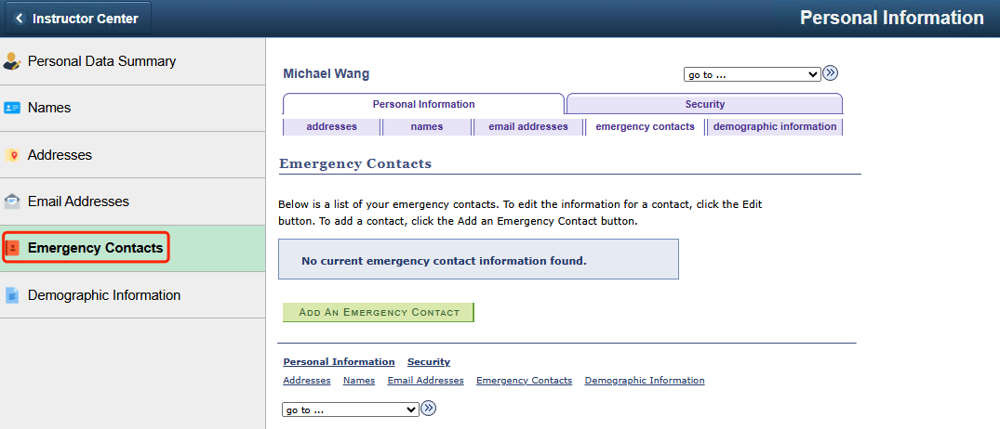 Instructor Center
Personal Information
Personal Data Summary
Names
Addresses
Email Addresses
Emergency Contacts
Demographic Information
Michael Wang
go to ...
Personal Information
Security
addresses
names
email addresses
emergency contacts
demographic information
Emergency Contacts
Below is a list of your emergency contacts. To edit the information for a contact, click the Edit
button. To add a contact, click the Add an Emergency Contact button.
No current emergency contact information found.
Add An Emergency Contact
Personal Information Security
Addresses Names Email Addresses Emergency Contacts Demographic Information
go to ...